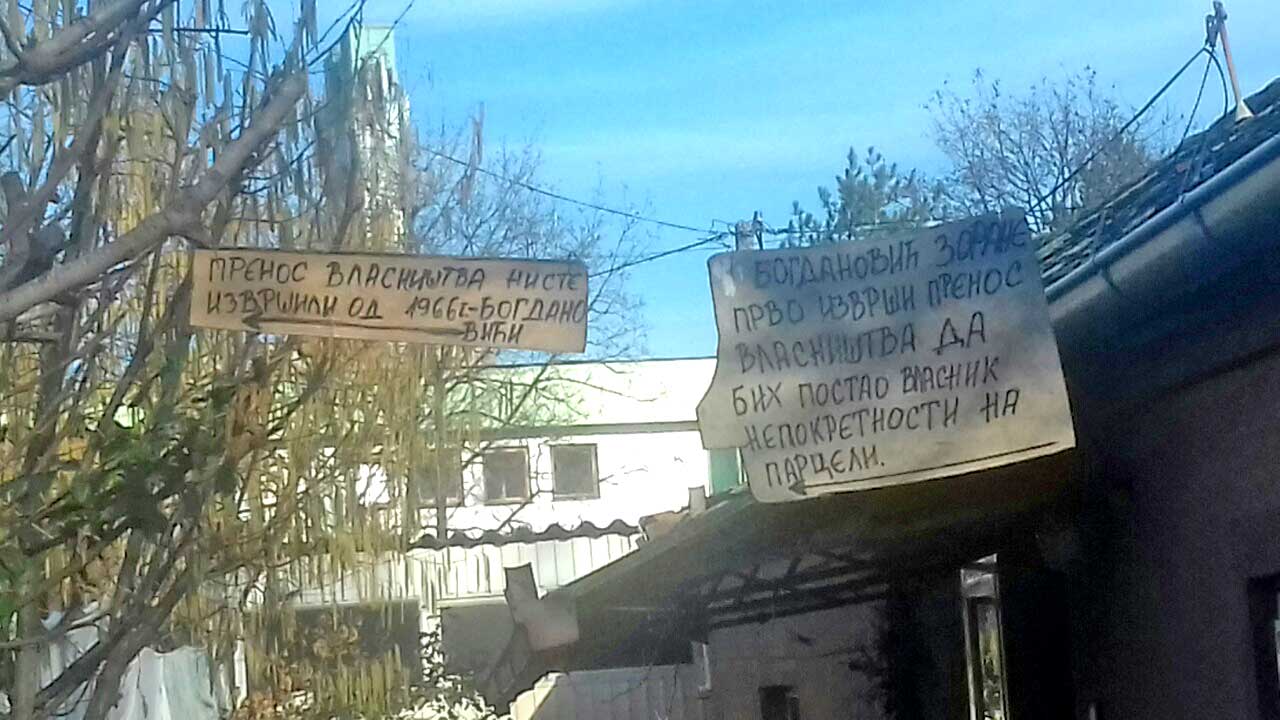 ПРЕНОС ВЛАСНИШТВА НИСТЕ
ИЗВРШИЛИ ОД 1966г-БОГДАНО
ВИЋИ
БОГДАНОВИЋ ЗОРАНЕ
ПРВО ИЗВРШИ ПРЕНОС
ВЛАСНИШТВА ДА
БИХ ПОСТАО ВЛАСНИК
НЕПОКРЕТНОСТИ НА
ПАРЦЕЛИ.